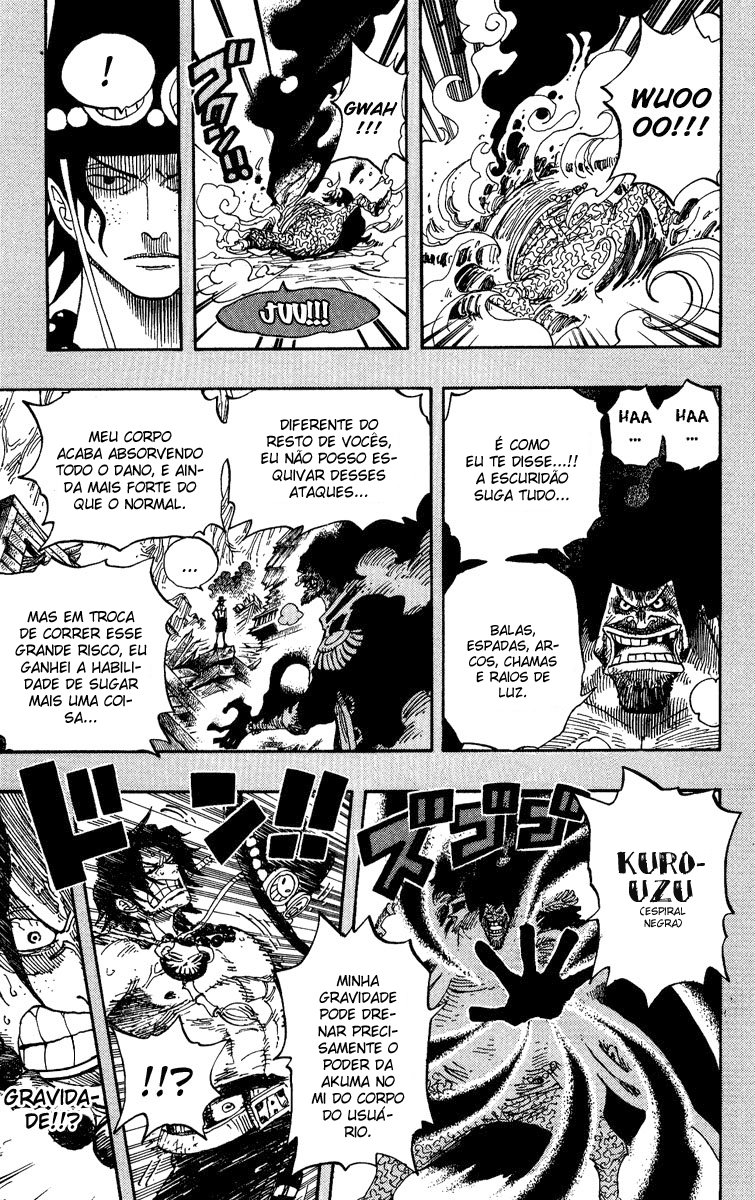 WUOO
OO!!!
GWAH
!!!
JUU!!!
!
HAA
...
HAA
...
É COMO
EU TE DISSE...!!
A ESCURIDÃO
SUGA TUDO...
BALAS,
ESPADAS, AR-
COS, CHAMAS
E RAIOS DE
LUZ.
DIFERENTE DO
RESTO DE VOCÊS,
EU NÃO POSSO ES-
QUIVAR DESSES
ATAQUES...
MEU CORPO
ACABA ABSORVENDO
TODO O DANO, E AIN-
DA MAIS FORTE DO
QUE O NORMAL.
...
MAS EM TROCA
DE CORRER ESSE
GRANDE RISCO, EU
GANHEI A HABILI-
DADE DE SUGAR
MAIS UMA COI-
SA...
KURO-
UZU
(ESPIRAL
NEGRA)
MINHA
GRAVIDADE
PODE DRE-
NAR PRECI-
SAMENTE O
PODER DA
AKUMA NO
MI DO CORPO
DO USUÁ-
RIO.
ドン!!
!!?
GRAVIDA-
DE!!?